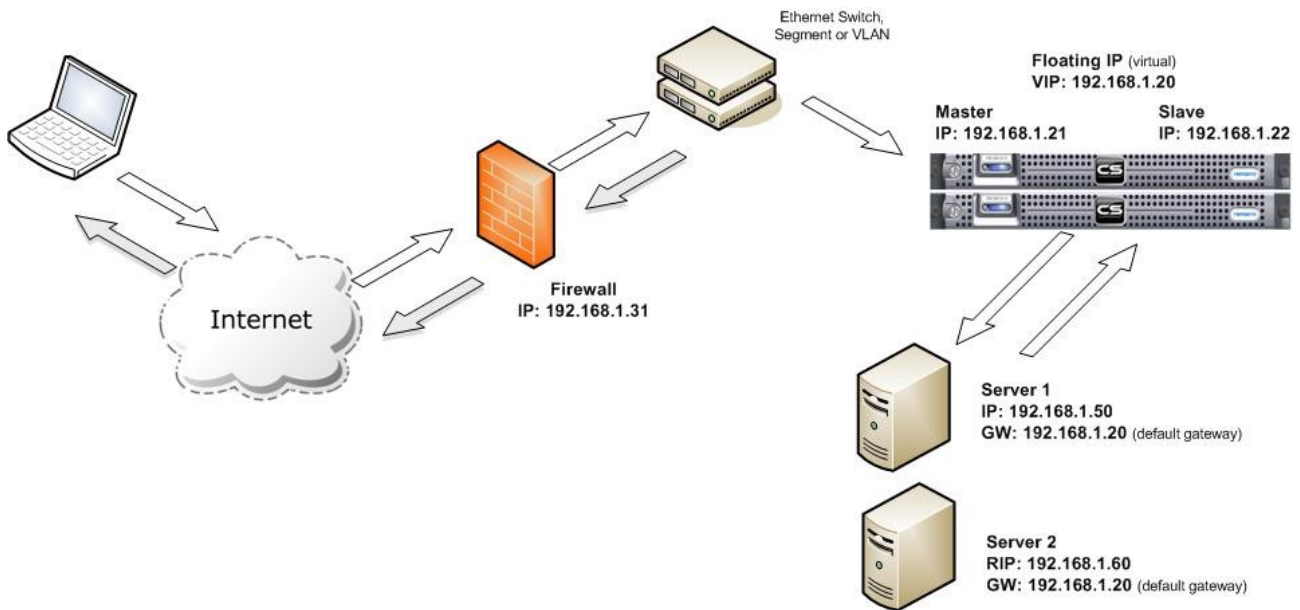 Ethernet Switch,
Segment or VLAN
Floating IP (virtual)
VIP: 192.168.1.20
Master
IP: 192.168.1.21
Slave
IP: 192.168.1.22
CS
CS
Firewall
IP: 192.168.1.31
Internet
Server 1
IP: 192.168.1.50
GW: 192.168.1.20 (default gateway)
Server 2
RIP: 192.168.1.60
GW: 192.168.1.20 (default gateway)